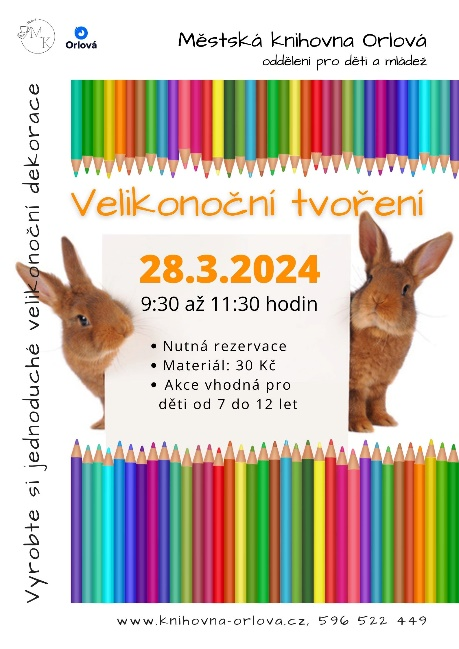 MK
Orlová
Městská knihovna Orlová
oddělení pro děti a mládež
Vyrobte si jednoduché velikonoční dekorace
Velikonoční tvoření
28.3.2024
9:30 až 11:30 hodin
• Nutná rezervace
• Materiál: 30 Kč
• Akce vhodná pro
děti od 7 do 12 let
www.knihovna-orlova.cz, 596 522 449